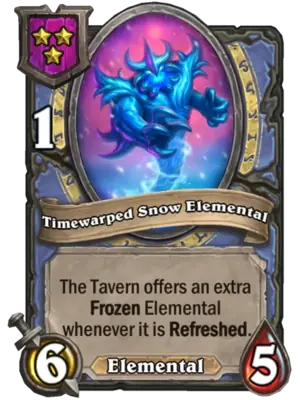 1
Timewarped Snow Elemental
The Tavern offers an extra
Frozen Elemental
whenever it is Refreshed.
6
Elemental
5